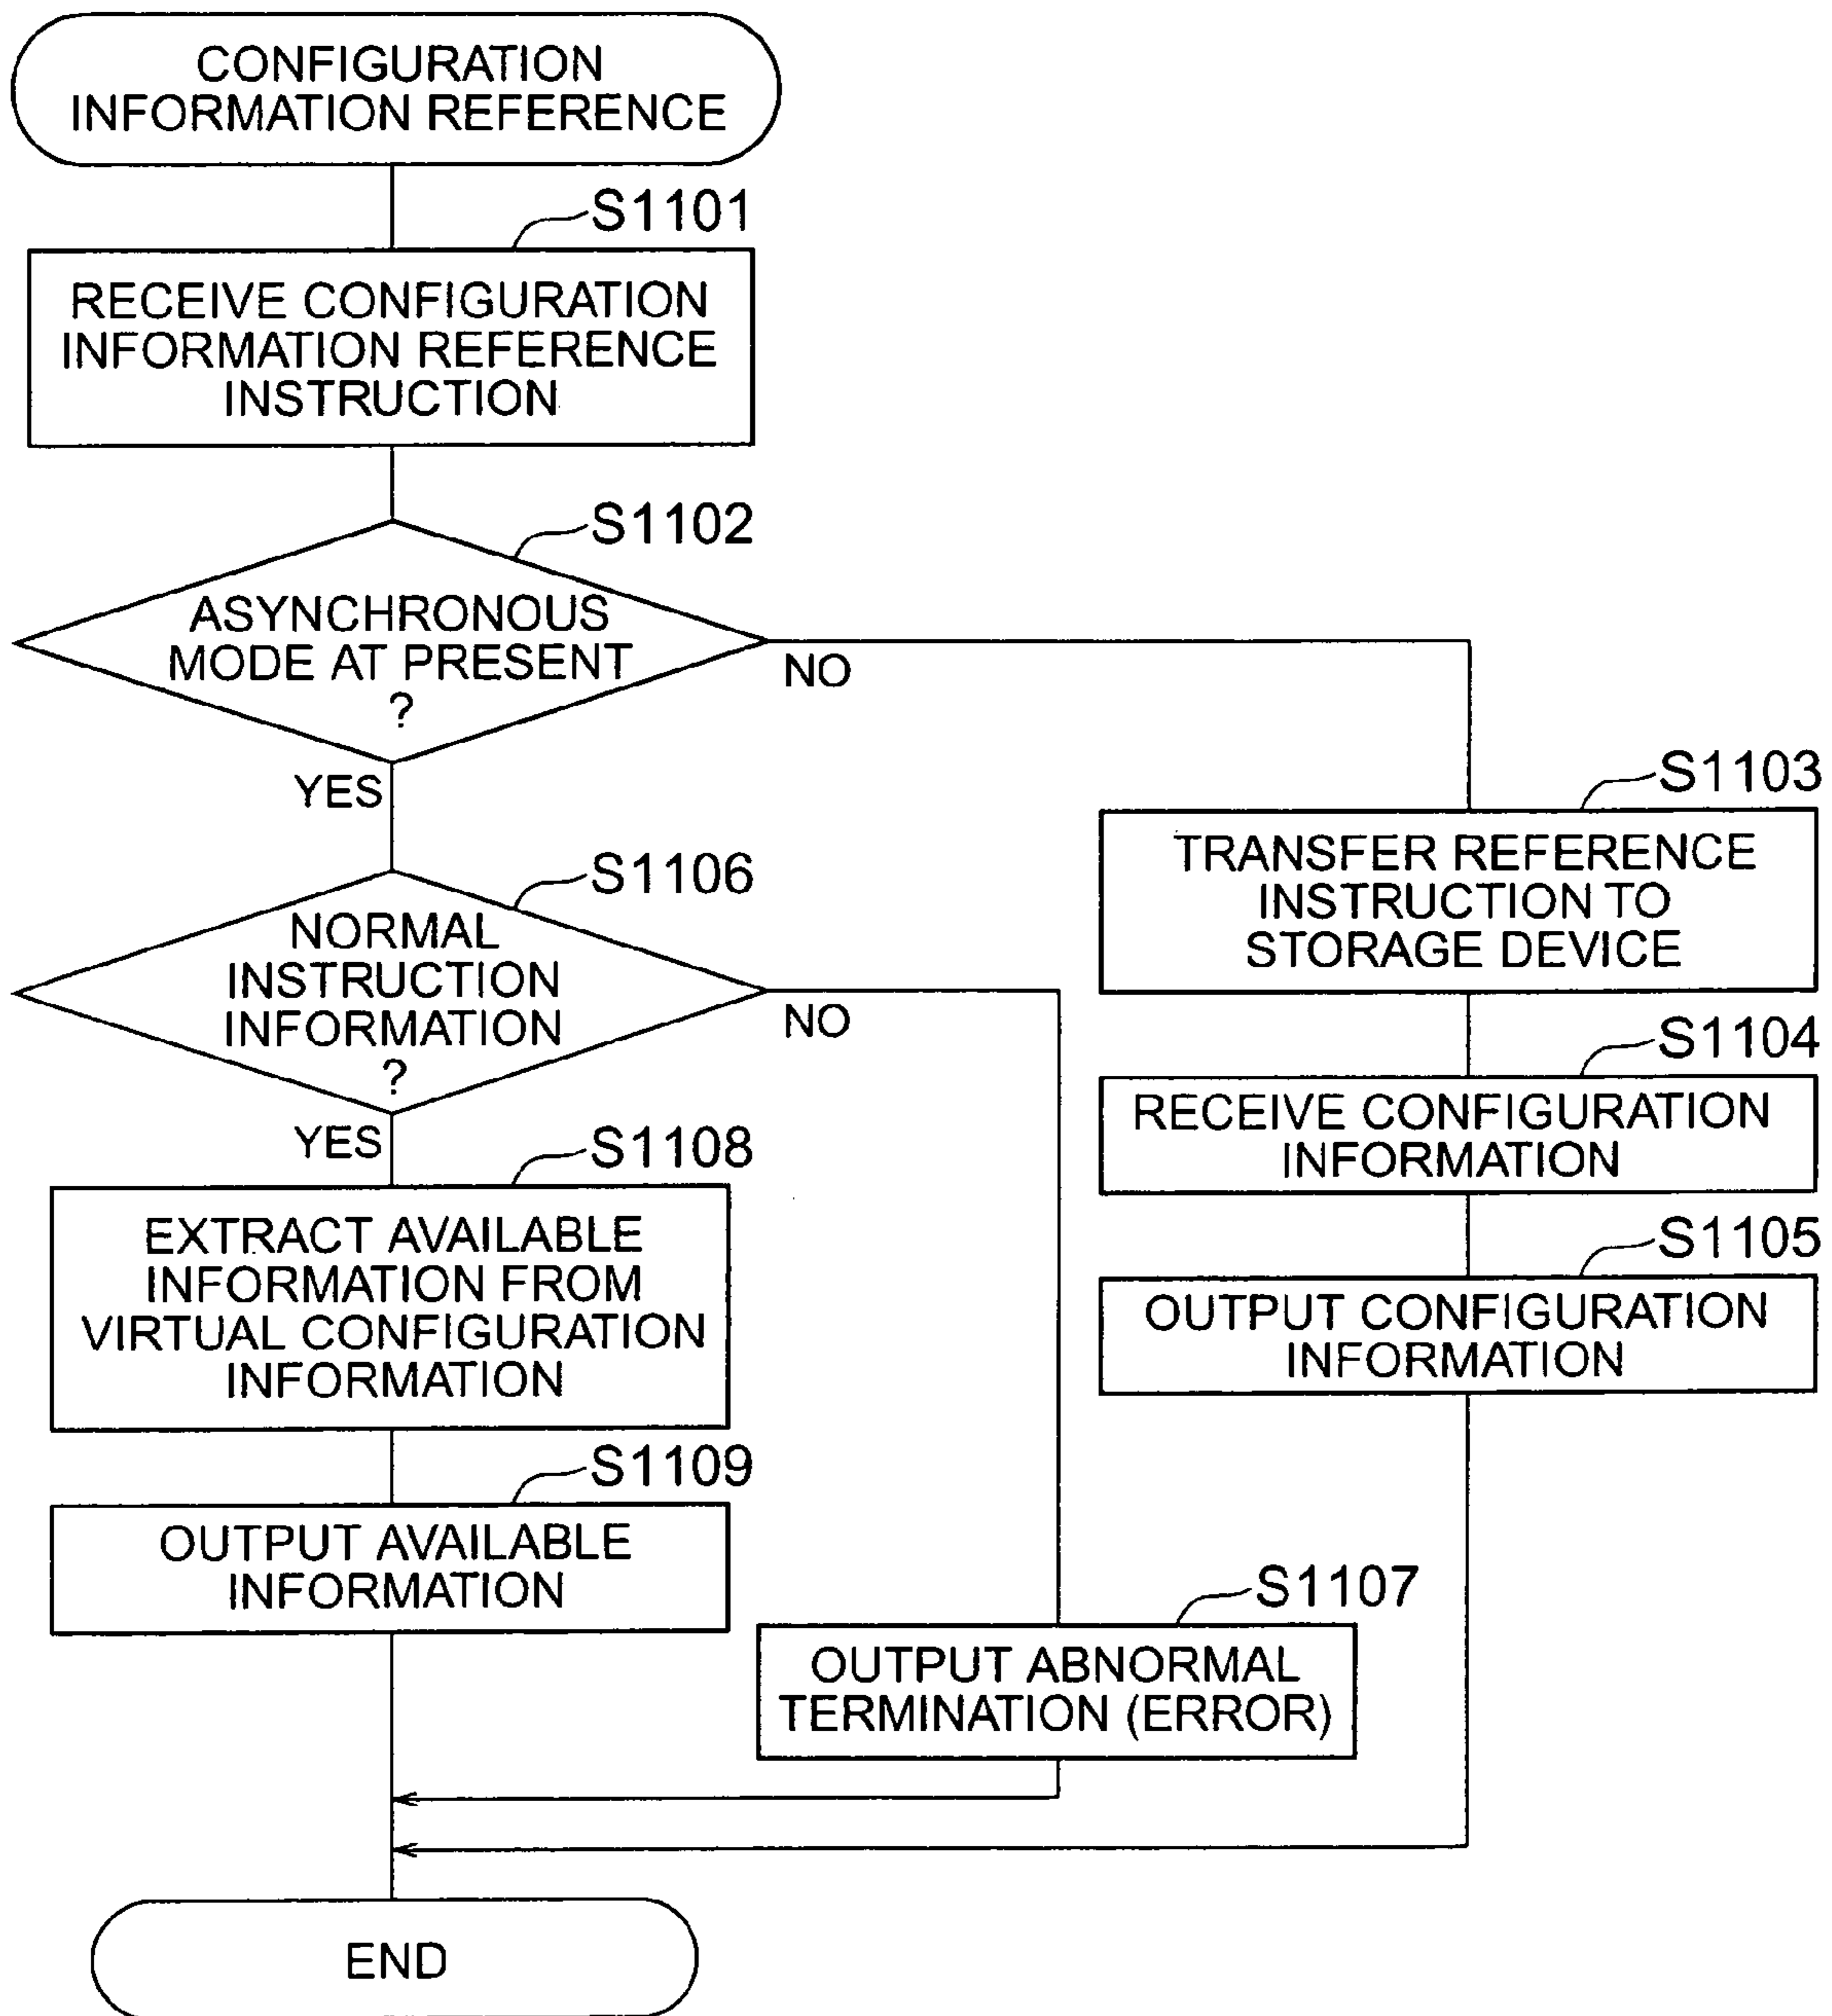 CONFIGURATION
INFORMATION REFERENCE
S1101
RECEIVE CONFIGURATION
INFORMATION REFERENCE
INSTRUCTION
S1102
ASYNCHRONOUS
MODE AT PRESENT
?
NO
YES
S1103
TRANSFER REFERENCE
INSTRUCTION TO
STORAGE DEVICE
S1104
RECEIVE CONFIGURATION
INFORMATION
S1105
OUTPUT CONFIGURATION
INFORMATION
S1106
NORMAL
INSTRUCTION
INFORMATION
?
NO
YES
S1108
EXTRACT AVAILABLE
INFORMATION FROM
VIRTUAL CONFIGURATION
INFORMATION
S1109
OUTPUT AVAILABLE
INFORMATION
S1107
OUTPUT ABNORMAL
TERMINATION (ERROR)
END